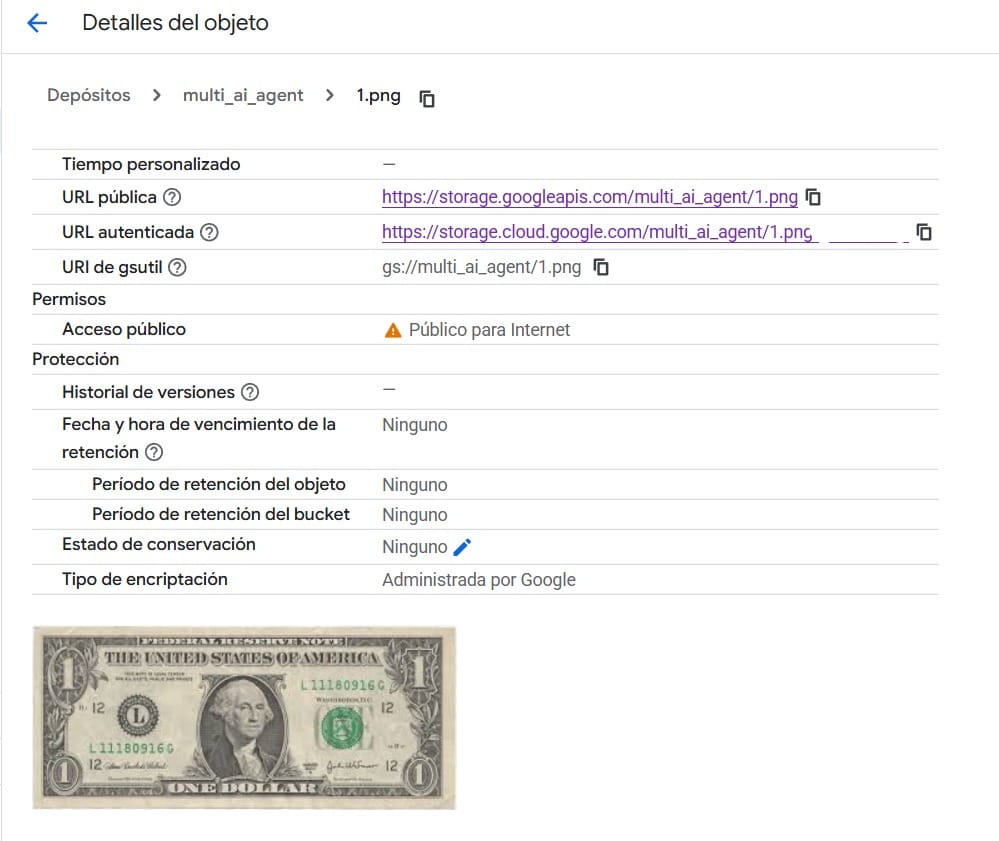 Detalles del objeto
Depósitos > multi_ai_agent > 1.png
Tiempo personalizado —
URL pública https://storage.googleapis.com/multi_ai_agent/1.png
URL autenticada https://storage.cloud.google.com/multi_ai_agent/1.png
URI de gsutil gs://multi_ai_agent/1.png
Permisos
Acceso público Público para Internet
Protección
Historial de versiones —
Fecha y hora de vencimiento de la Ninguno
retención
Período de retención del objeto Ninguno
Período de retención del bucket Ninguno
Estado de conservación Ninguno
Tipo de encriptación Administrada por Google
FEDERAL RESERVE NOTE
THE UNITED STATES OF AMERICA
1 1
L 11180916 G
WASHINGTON, D.C.
12 L 12
L 11180916 G
12 12
1 1
ONE DOLLAR